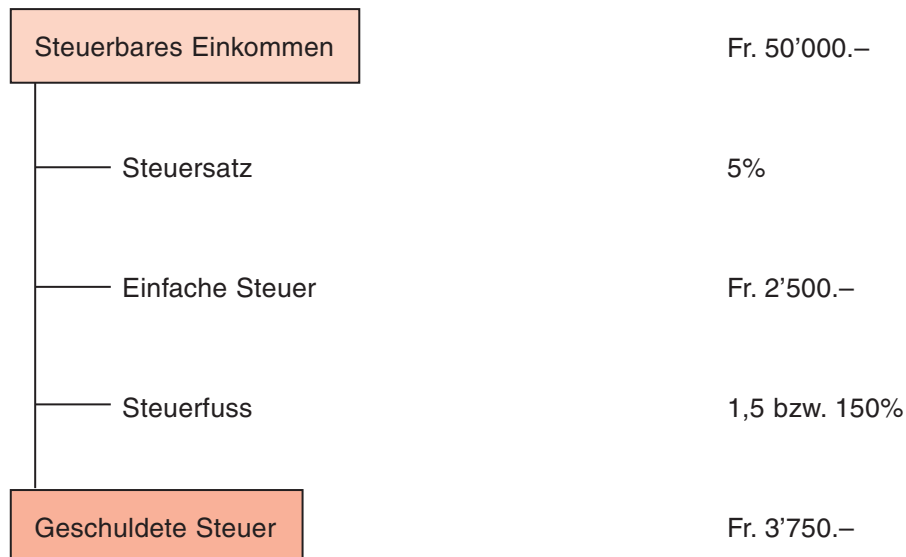 Steuerbares Einkommen Fr. 50’000.–
Steuersatz 5%
Einfache Steuer Fr. 2’500.–
Steuerfuss 1,5 bzw. 150%
Geschuldete Steuer Fr. 3’750.–